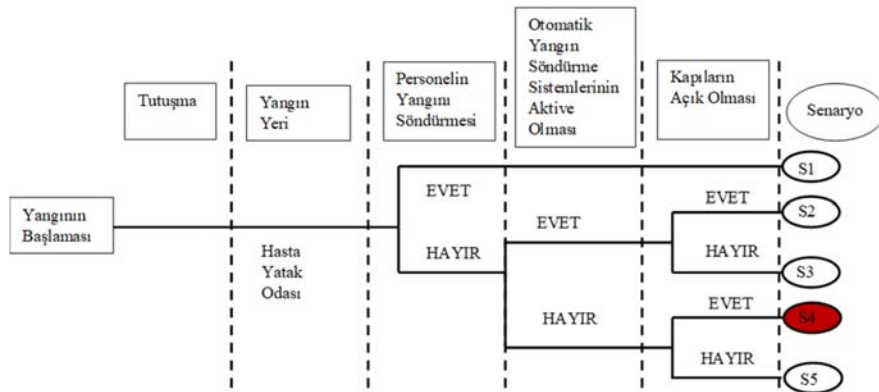 Otomatik
Yangın
Söndürme
Sistemlerinin
Aktive
Olması
Tutuşma
Yangın
Yeri
Personelin
Yangını
Söndürmesi
Kapıların
Açık Olması
Senaryo
S1
EVET
EVET
S2
Yangının
Başlaması
EVET
HAYIR
HAYIR
S3
Hasta
Yatak
Odası
EVET
S4
HAYIR
HAYIR
S5